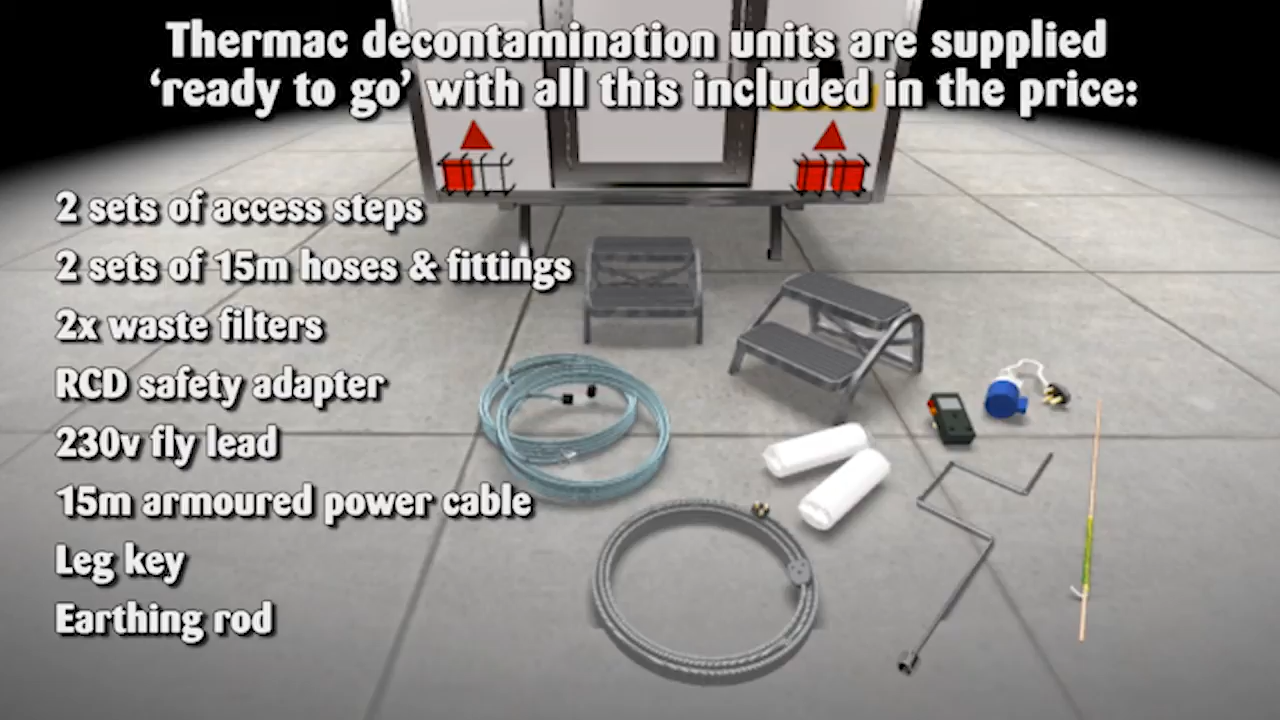 Thermac decontamination units are supplied
‘ready to go’ with all this included in the price:
2 sets of access steps
2 sets of 15m hoses & fittings
2x waste filters
RCD safety adapter
230v fly lead
15m armoured power cable
Leg key
Earthing rod